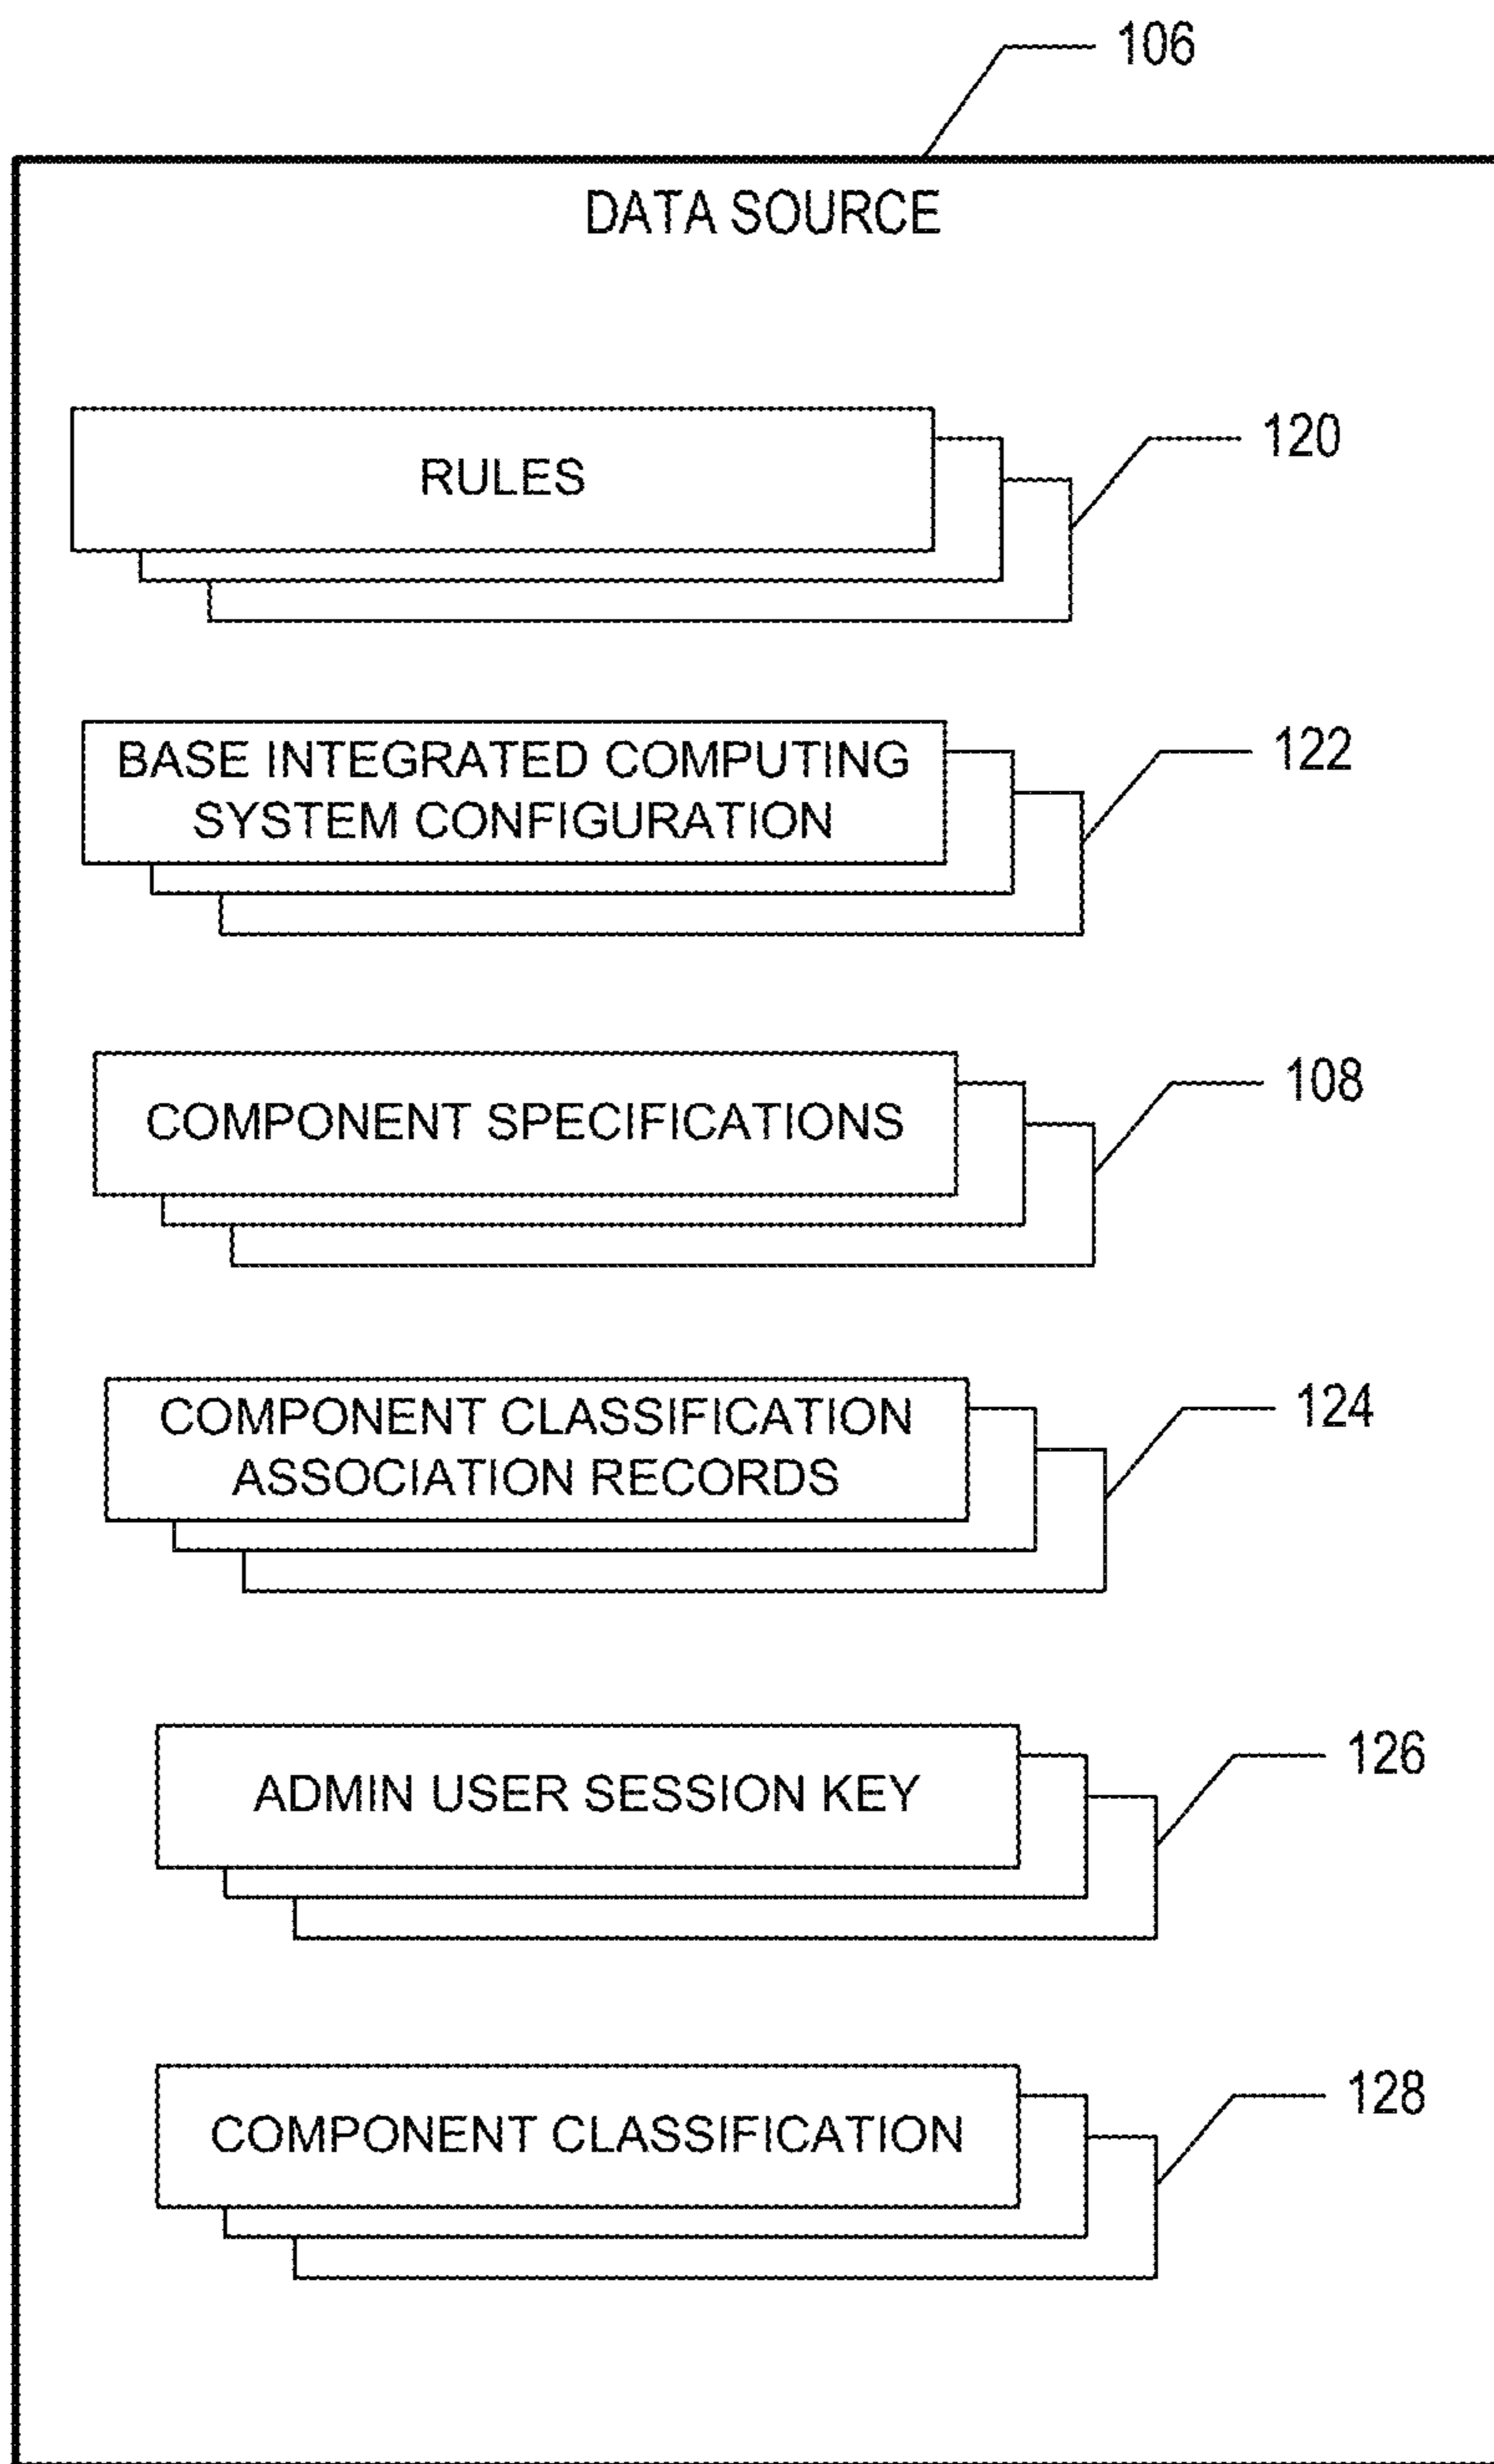 106
DATA SOURCE
RULES
120
BASE INTEGRATED COMPUTING
SYSTEM CONFIGURATION
122
COMPONENT SPECIFICATIONS
108
COMPONENT CLASSIFICATION
ASSOCIATION RECORDS
124
ADMIN USER SESSION KEY
126
COMPONENT CLASSIFICATION
128